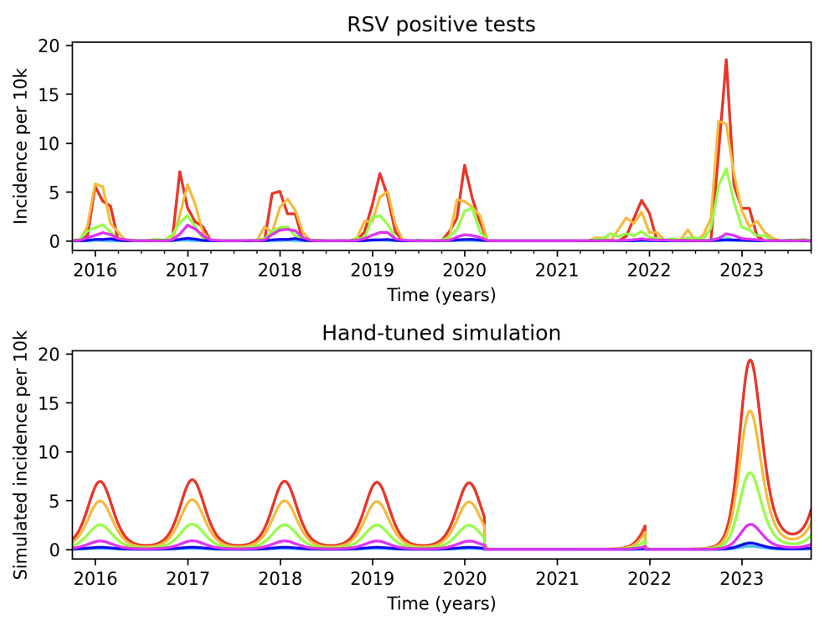 RSV positive tests
Incidence per 10k
20
15
10
5
0
2016 2017 2018 2019 2020 2021 2022 2023
Time (years)
Hand-tuned simulation
Simulated incidence per 10k
20
15
10
5
0
2016 2017 2018 2019 2020 2021 2022 2023
Time (years)